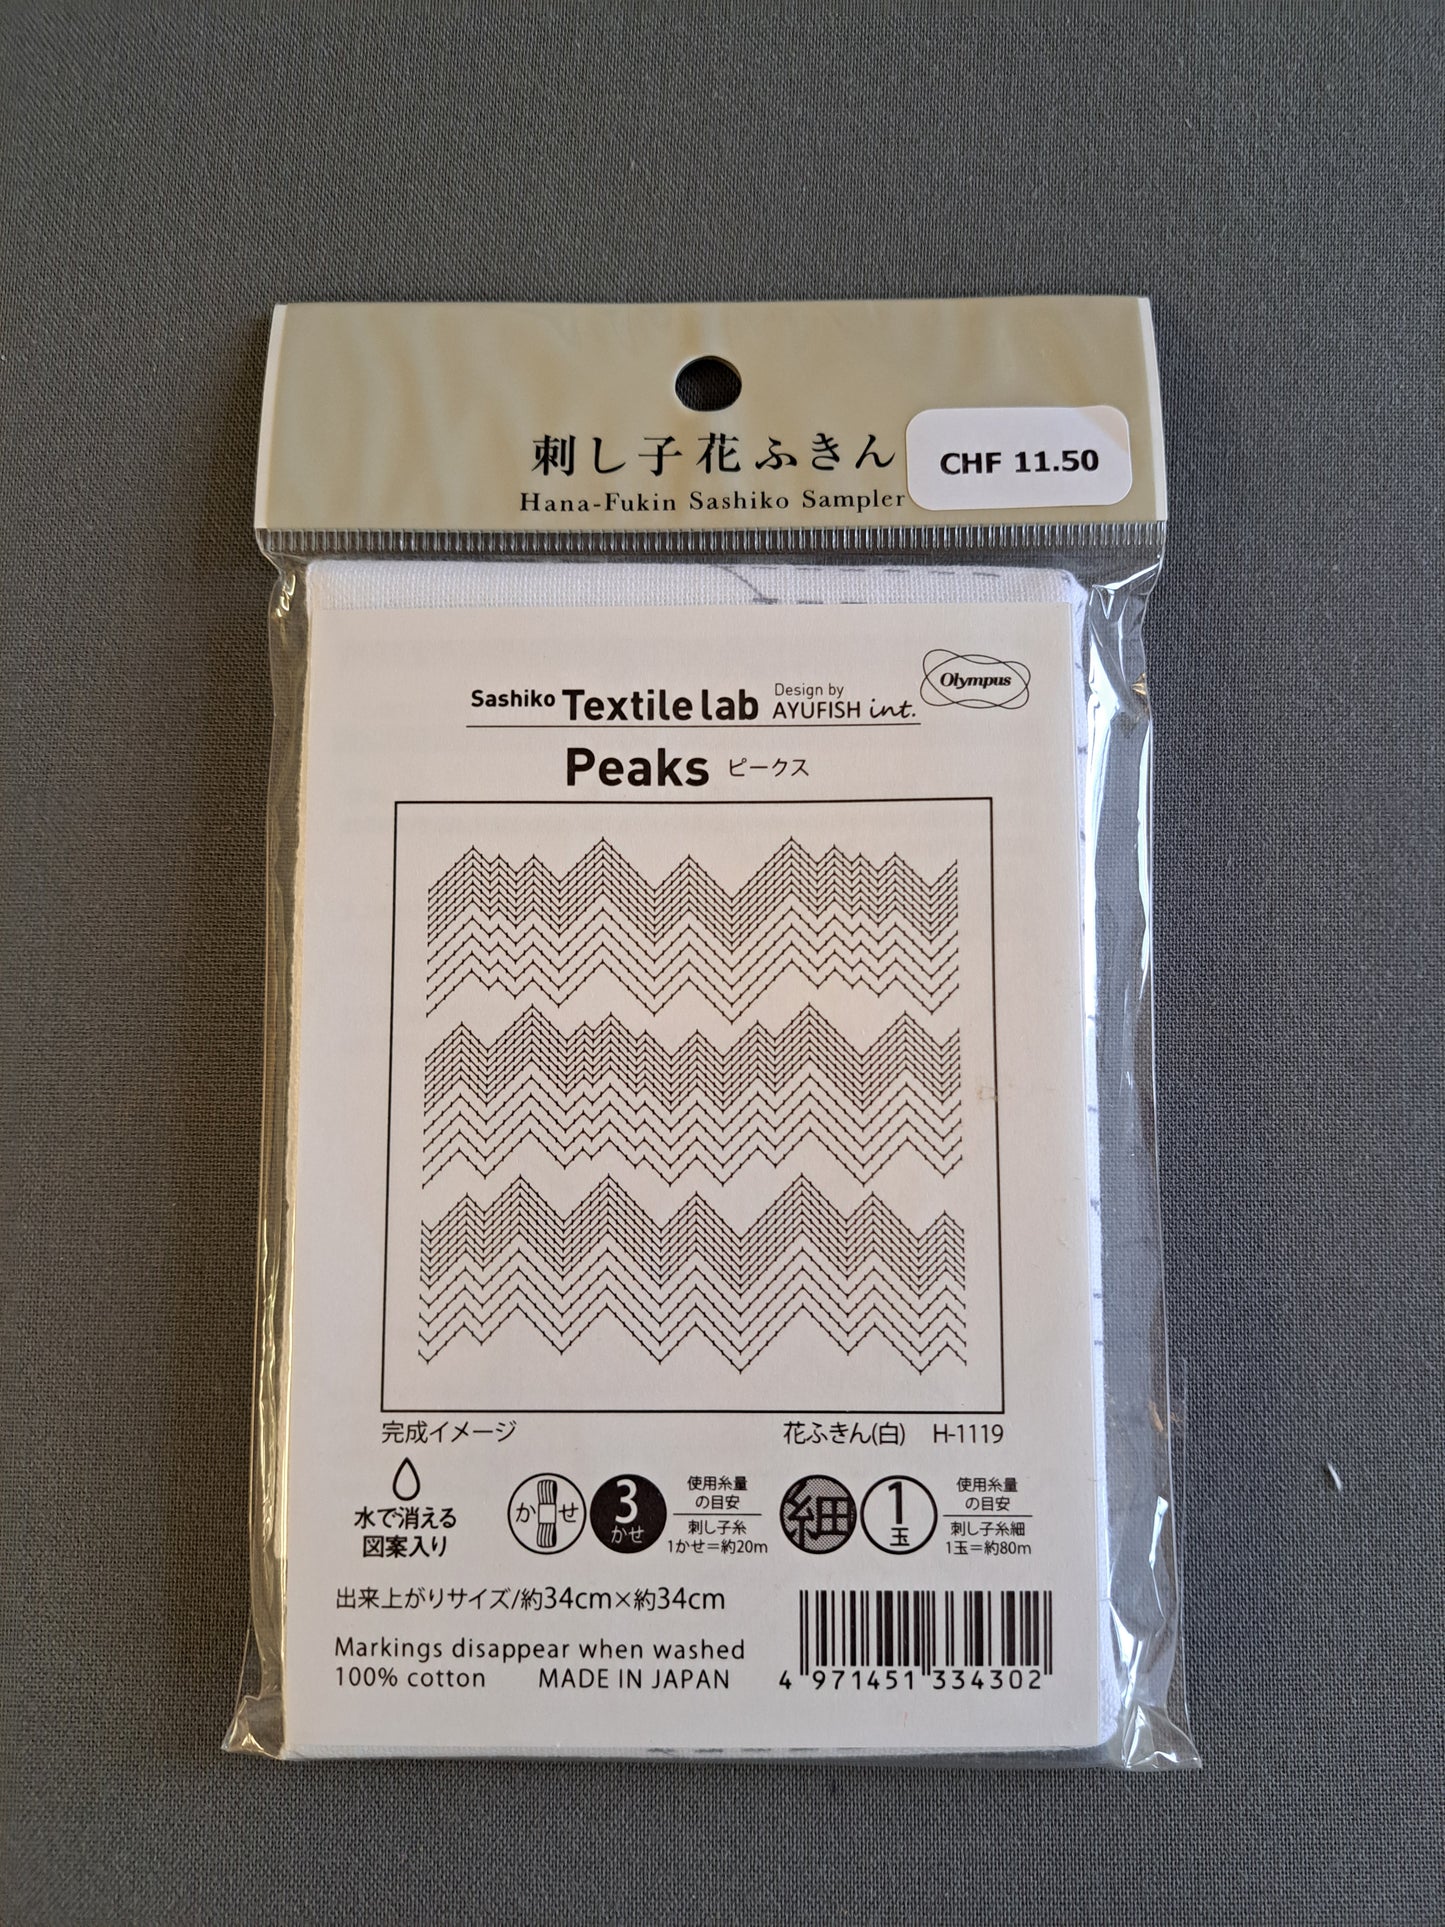 刺し子花ふきん
CHF 11.50
Hana-Fukin Sashiko Sampler
Olympus
Sashiko Textile lab Design by AYUFISH int.
Peaks ピークス
完成イメージ
花ふきん(白) H-1119
水で消える
図案入り
かせ
3
かせ
使用糸量
の目安
刺し子糸
1かせ=約20m
細
1
玉
使用糸量
の目安
刺し子糸細
1玉=約80m
出来上がりサイズ/約34cm×約34cm
Markings disappear when washed
100% cotton MADE IN JAPAN
4 971451 334302